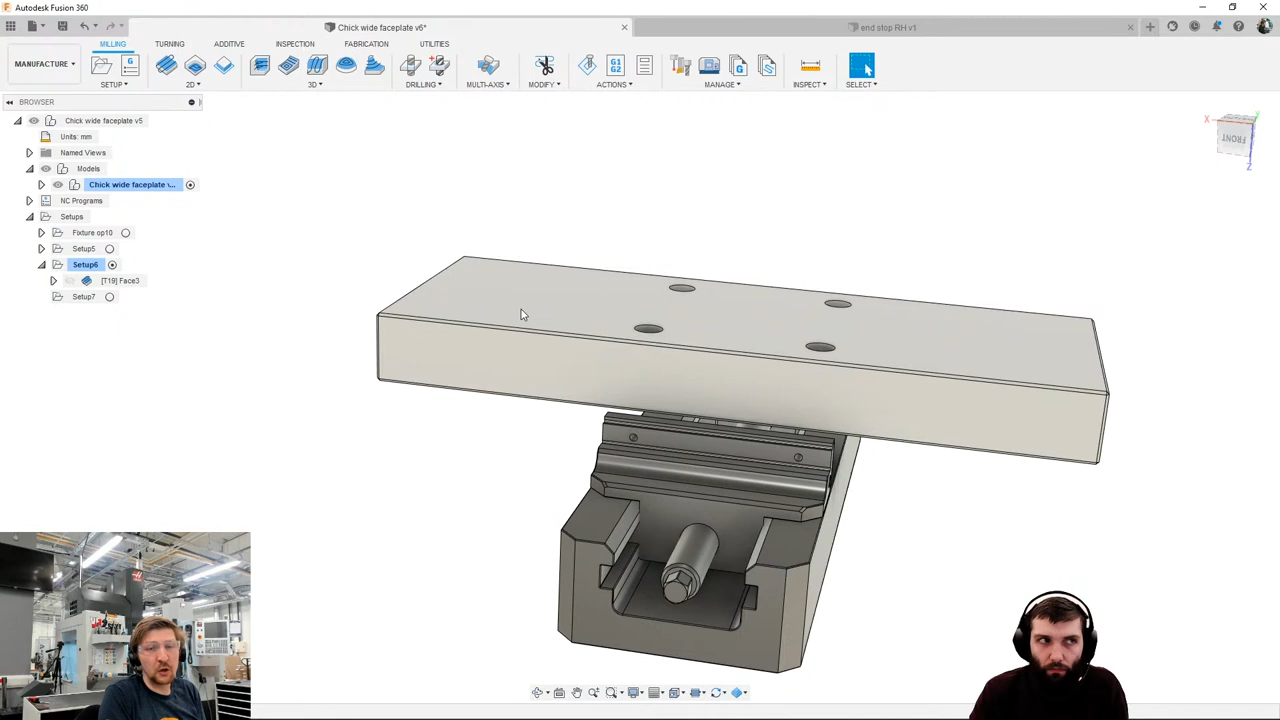 Autodesk Fusion 360
Chick wide faceplate v6*
end stop RH v1
MANUFACTURE
MILLING TURNING ADDITIVE INSPECTION FABRICATION UTILITIES
G1
G2
SETUP 2D 3D DRILLING MULTI-AXIS MODIFY ACTIONS MANAGE INSPECT SELECT
BROWSER
Chick wide faceplate v5
Units: mm
Named Views
Models
Chick wide faceplate v...
NC Programs
Setups
Fixture op10
Setup5
Setup6
[T19] Face3
Setup7
X
FRONT
Z